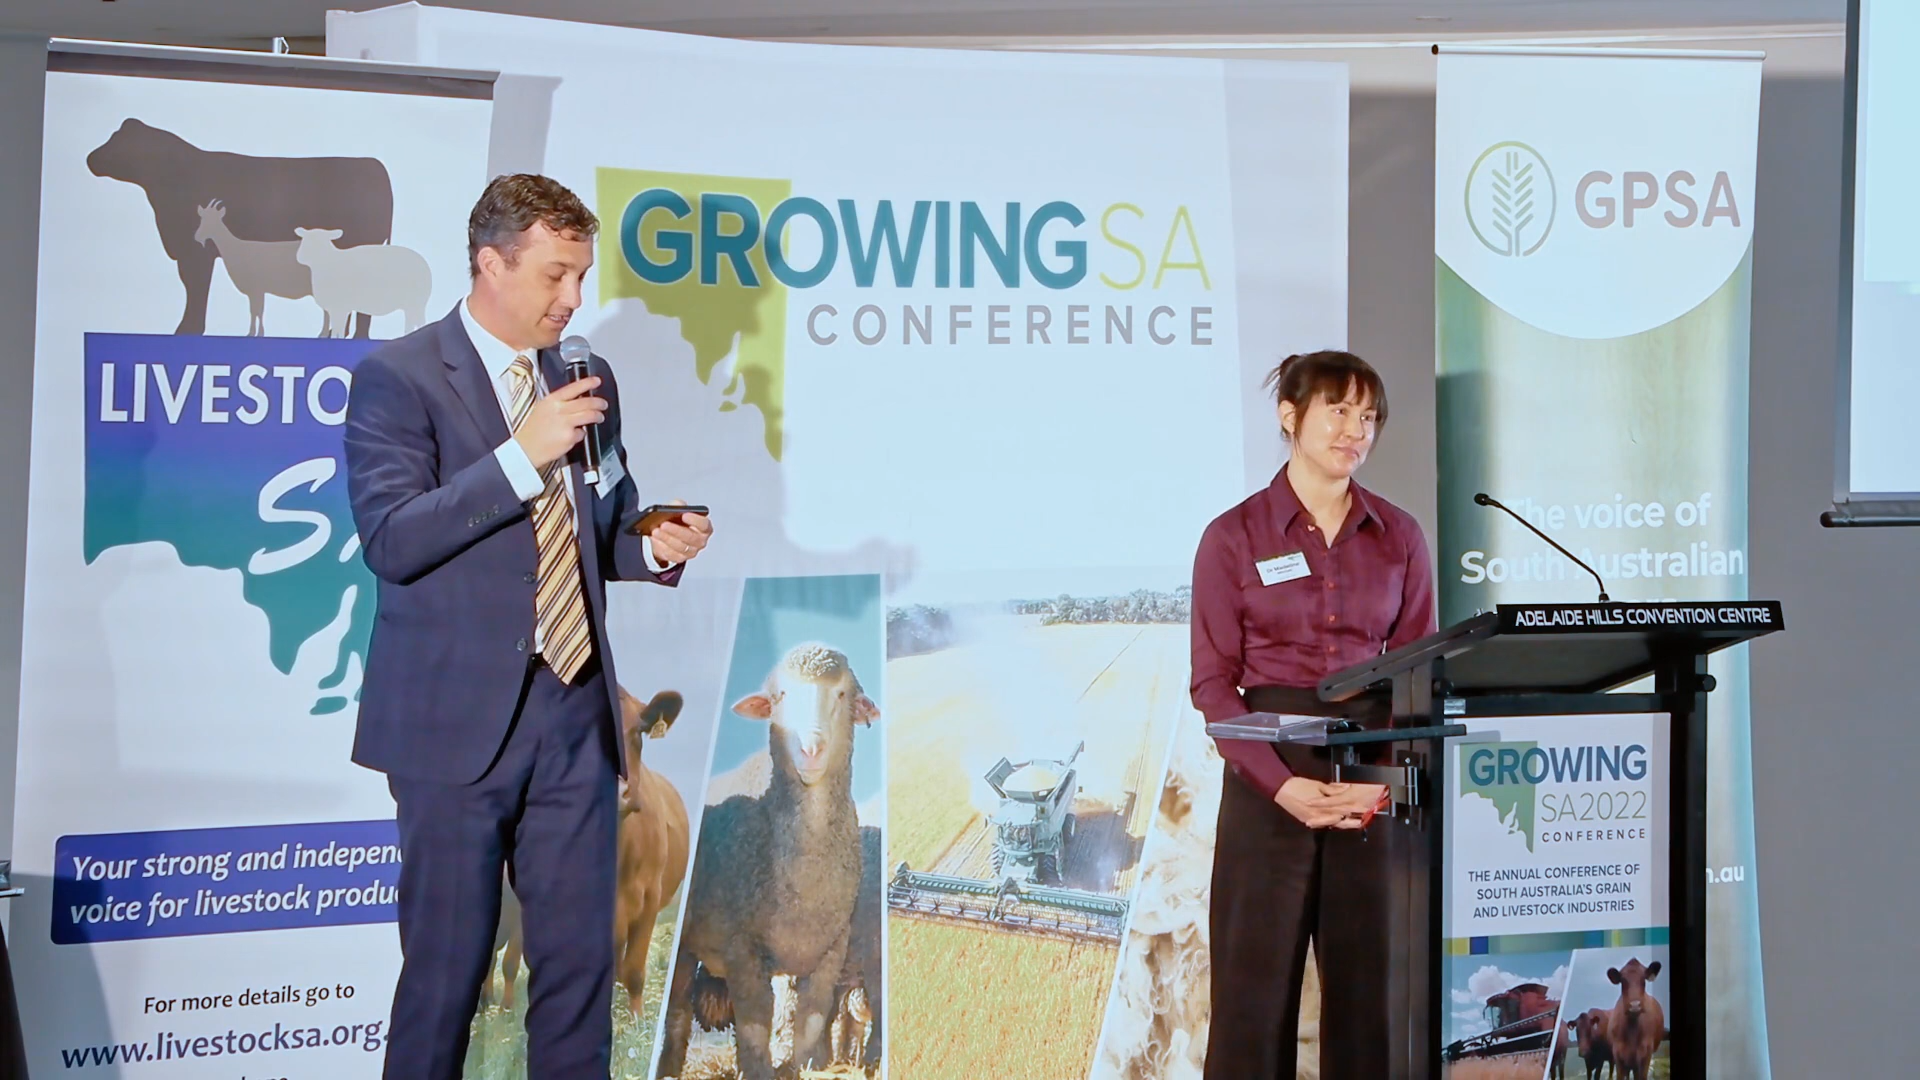 LIVESTO
S
Your strong and indepen
voice for livestock produ
For more details go to
www.livestocksa.org.
GROWING SA
CONFERENCE
GPSA
The voice of
South Australian
n.au
Dr Madeline
ADELAIDE HILLS CONVENTION CENTRE
GROWING
SA2022
CONFERENCE
THE ANNUAL CONFERENCE OF
SOUTH AUSTRALIA'S GRAIN
AND LIVESTOCK INDUSTRIES